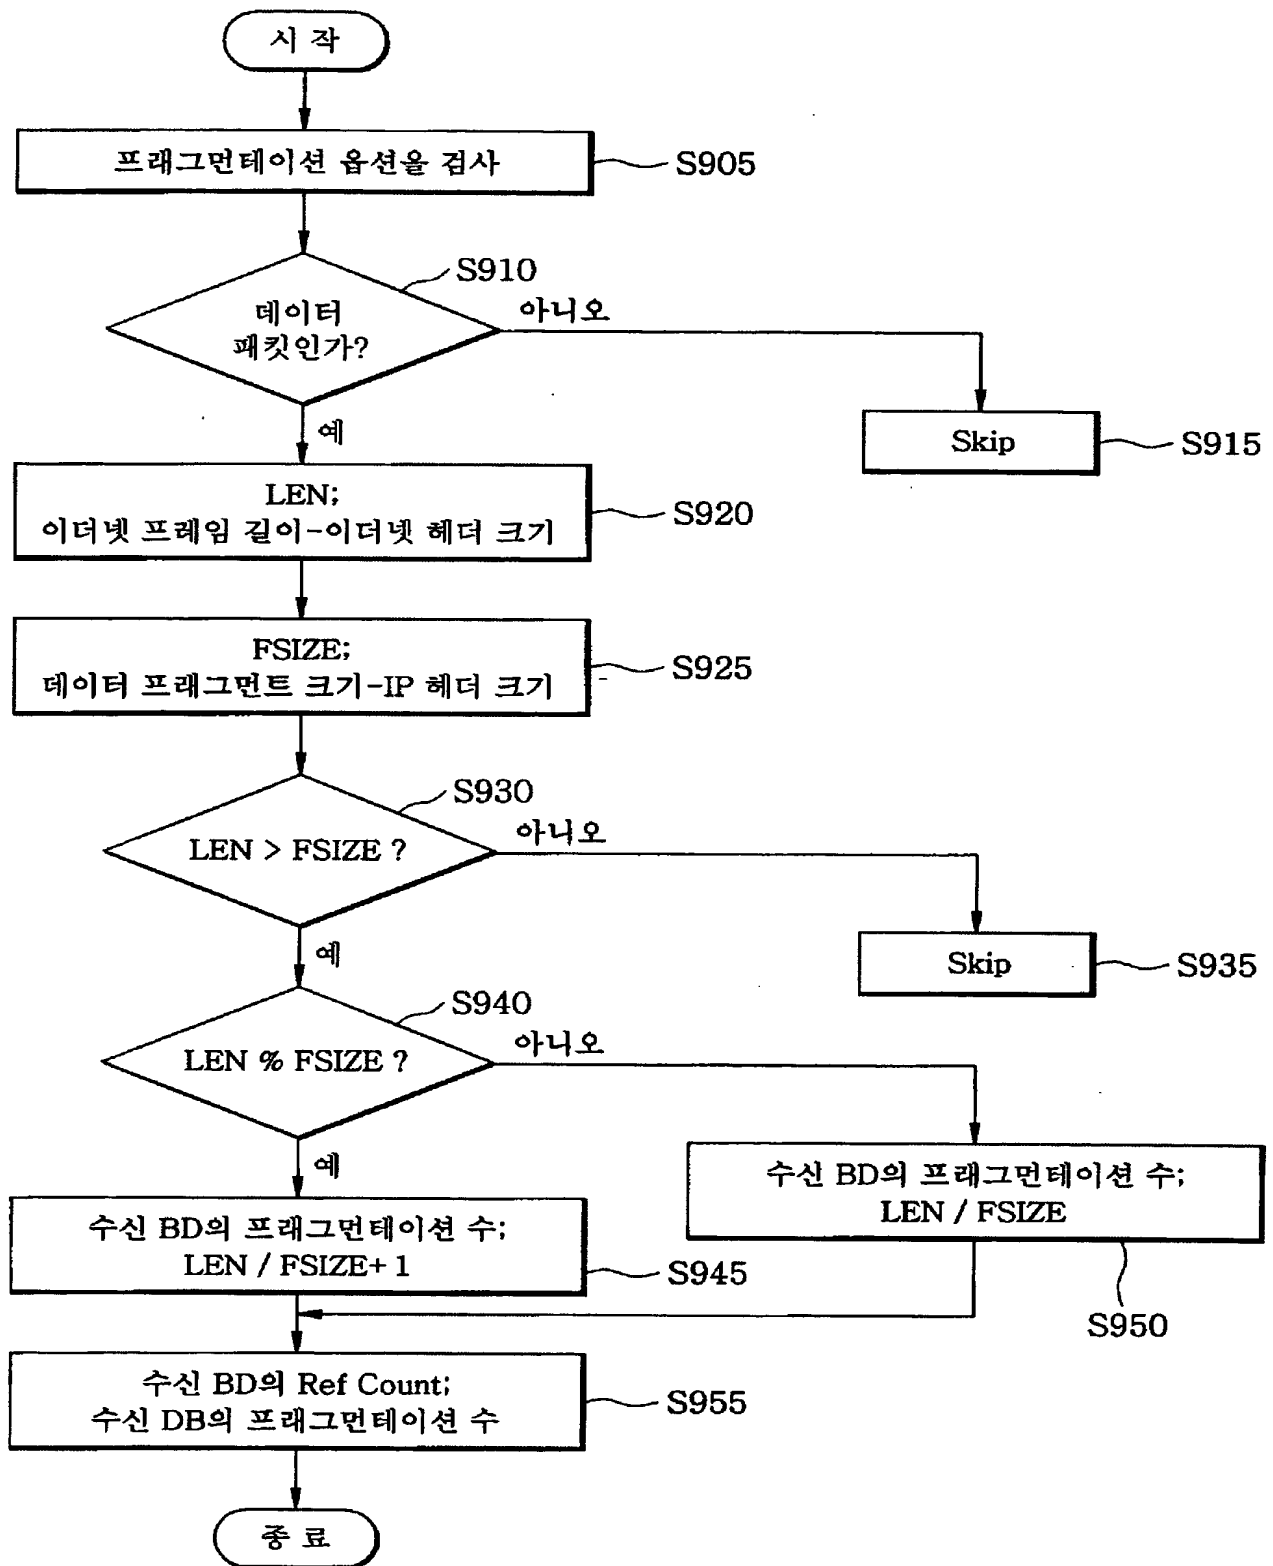 시 작
프래그먼테이션 옵션을 검사
S905
S910
데이터
패킷인가?
아니오
예
Skip
S915
LEN;
이더넷 프레임 길이-이더넷 헤더 크기
S920
FSIZE;
데이터 프래그먼트 크기-IP 헤더 크기
S925
S930
LEN > FSIZE ?
아니오
예
Skip
S935
S940
LEN % FSIZE ?
아니오
예
수신 BD의 프래그먼테이션 수;
LEN / FSIZE
S950
수신 BD의 프래그먼테이션 수;
LEN / FSIZE+ 1
S945
수신 BD의 Ref Count;
수신 DB의 프래그먼테이션 수
S955
종 료